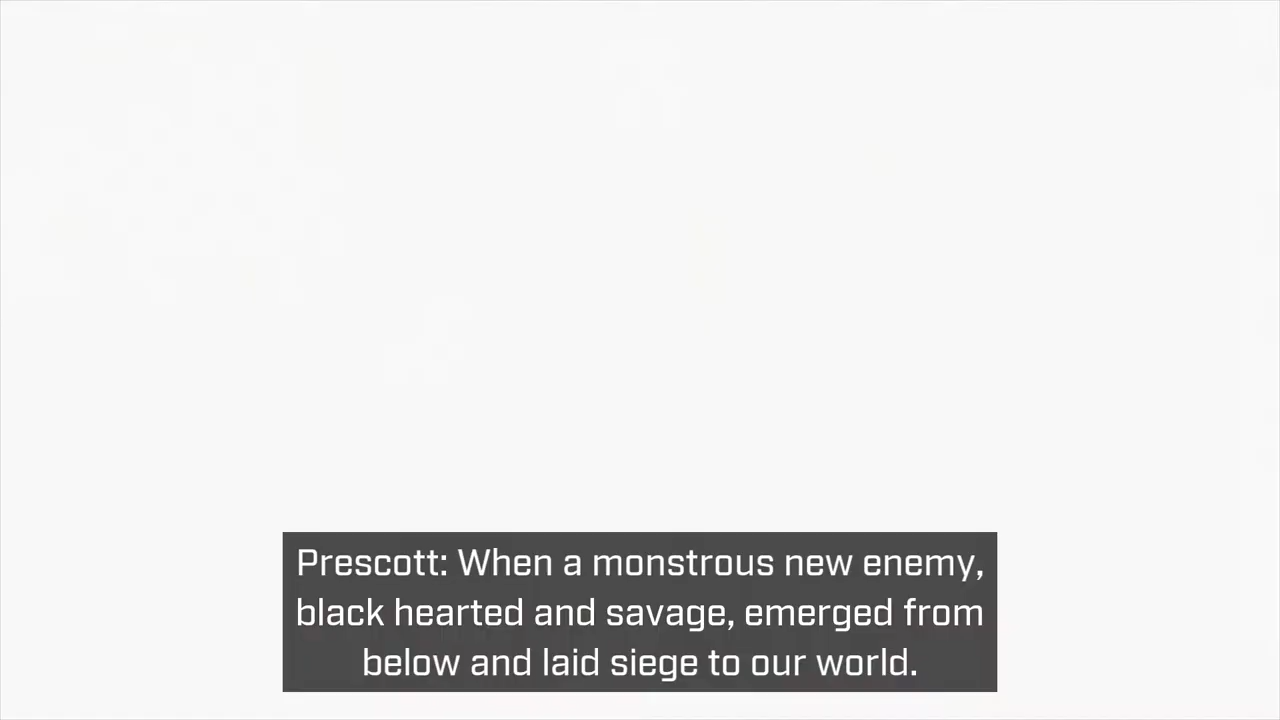 Prescott: When a monstrous new enemy,
black hearted and savage, emerged from
below and laid siege to our world.